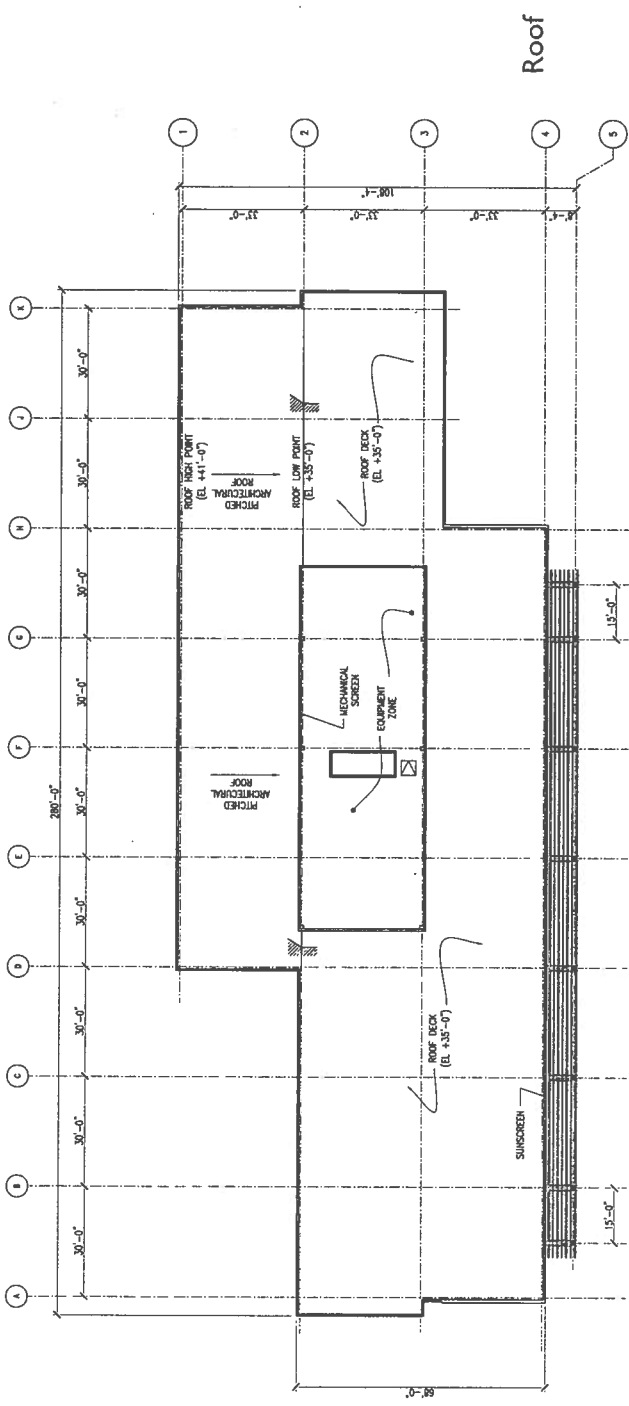 Roof
1
2
3
4
5
108'-4"
33'-0"
33'-0"
33'-0"
8'-4"
K
J
H
G
F
E
D
C
B
A
280'-0"
30'-0"
30'-0"
30'-0"
30'-0"
30'-0"
30'-0"
30'-0"
30'-0"
30'-0"
ROOF HIGH POINT
(EL +41'-0")
PITCHED
ARCHITECTURAL
ROOF
ROOF LOW POINT
(EL +35'-0")
ROOF DECK
(EL +35'-0")
MECHANICAL
SCREEN
EQUIPMENT
ZONE
PITCHED
ARCHITECTURAL
ROOF
ROOF DECK
(EL +35'-0")
SUNSCREEN
15'-0"
15'-0"
68'-0"